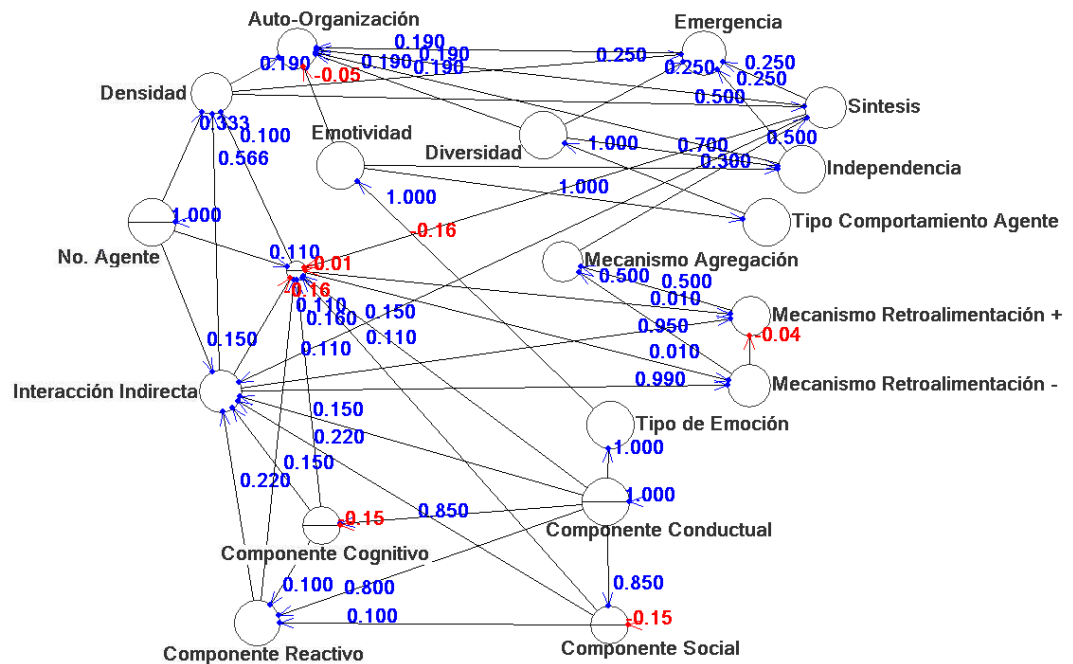 Auto-Organización
Emergencia
0.190
0.190
0.250
0.190
0.190
0.190
-0.05
0.250
0.250
0.250
Densidad
0.500
Sintesis
0.333
0.100
Emotividad
Diversidad
1.000
0.700
0.500
0.566
0.300
Independencia
1.000
1.000
1.000
-0.16
Tipo Comportamiento Agente
No. Agente
0.110
-0.01
Mecanismo Agregación
0.500
0.500
-0.16
0.110
0.160
0.150
0.010
0.110
0.950
Mecanismo Retroalimentación +
-0.04
0.150
0.110
0.010
0.990
Interacción Indirecta
Mecanismo Retroalimentación -
0.150
Tipo de Emoción
0.220
1.000
0.150
0.220
1.000
0.850
-0.15
Componente Conductual
Componente Cognitivo
0.100
0.800
0.850
0.100
-0.15
Componente Reactivo
Componente Social